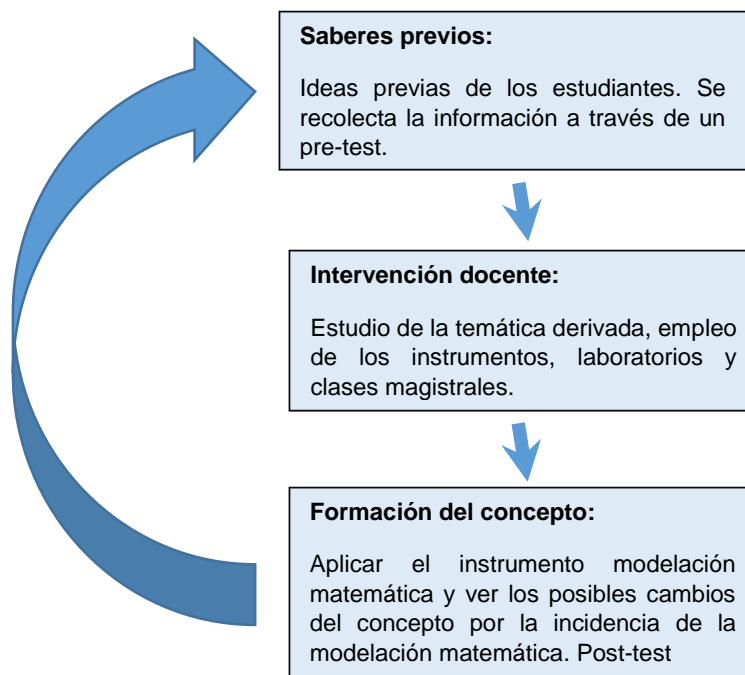 Saberes previos:
Ideas previas de los estudiantes. Se
recolecta la información a través de un
pre-test.
Intervención docente:
Estudio de la temática derivada, empleo
de los instrumentos, laboratorios y
clases magistrales.
Formación del concepto:
Aplicar el instrumento modelación
matemática y ver los posibles cambios
del concepto por la incidencia de la
modelación matemática. Post-test